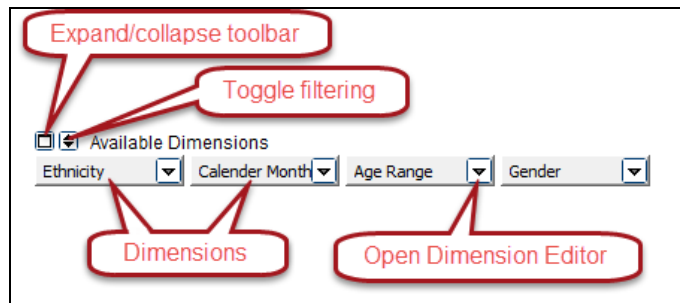 Expand/collapse toolbar
Toggle filtering
Available Dimensions
Ethnicity Calender Month Age Range Gender
Dimensions Open Dimension Editor